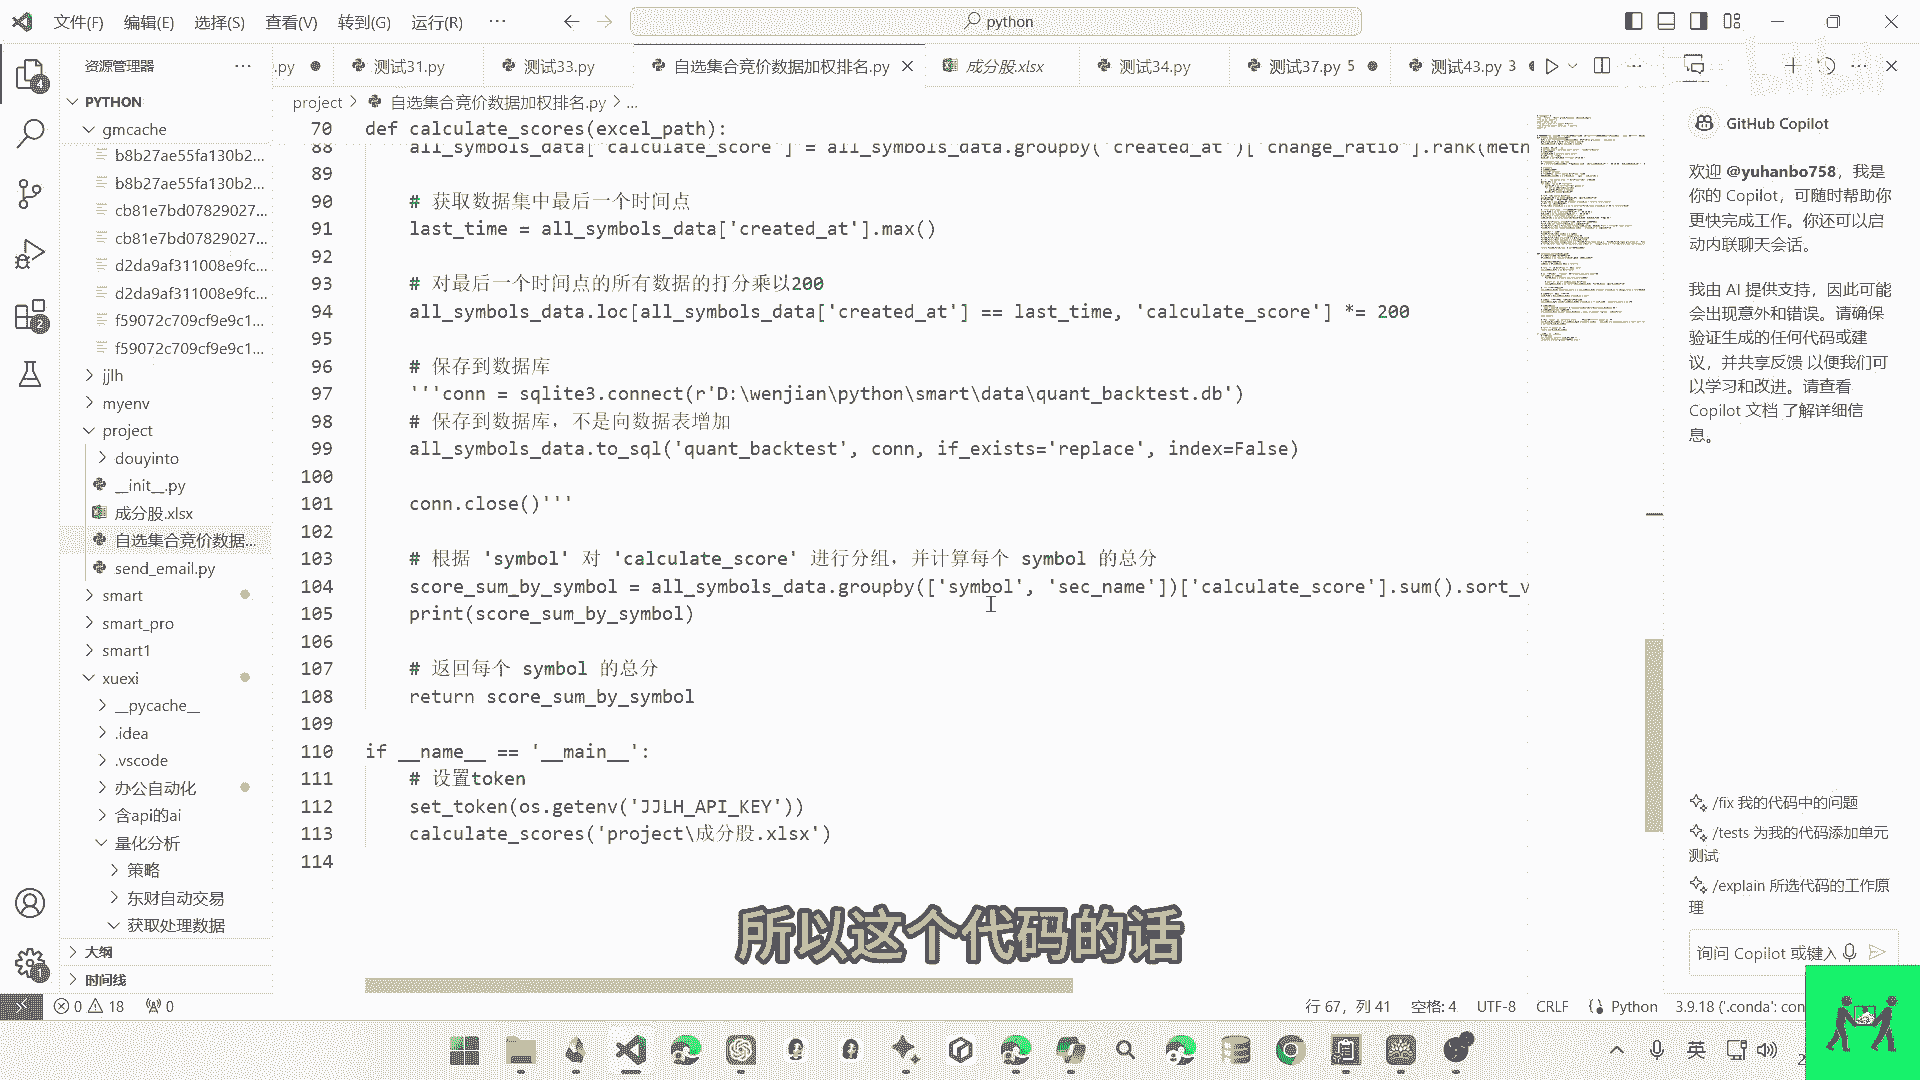 文件(F) 编辑(E) 选择(S) 查看(V) 转到(G) 运行(R) ··· python
资源管理器 ···
.py 测试31.py 测试33.py 自选集合竞价数据加权排名.py 成分股.xlsx 测试34.py 测试37.py 5 测试43.py 3
PYTHON
gmcache
b8b27ae55fa130b2...
b8b27ae55fa130b2...
cb81e7bd07829027...
cb81e7bd07829027...
d2da9af311008e9fc...
d2da9af311008e9fc...
f59072c709cf9e9c1...
f59072c709cf9e9c1...
jjlh
myenv
project
douyinto
__init__.py
成分股.xlsx
自选集合竞价数据...
send_email.py
smart
smart_pro
smart1
xuexi
__pycache__
.idea
.vscode
办公自动化
含api的ai
量化分析
策略
东财自动交易
获取处理数据
大纲
时间线
project > 自选集合竞价数据加权排名.py > ...
70 def calculate_scores(excel_path):
88 all_symbols_data['calculate_score'] = all_symbols_data.groupby('created_at')['change_ratio'].rank(meth
89
90 # 获取数据集中最后一个时间点
91 last_time = all_symbols_data['created_at'].max()
92
93 # 对最后一个时间点的所有数据的打分乘以200
94 all_symbols_data.loc[all_symbols_data['created_at'] == last_time, 'calculate_score'] *= 200
95
96 # 保存到数据库
97 '''conn = sqlite3.connect(r'D:\wenjian\python\smart\data\quant_backtest.db')
98 # 保存到数据库，不是向数据表增加
99 all_symbols_data.to_sql('quant_backtest', conn, if_exists='replace', index=False)
100
101 conn.close()'''
102
103 # 根据 'symbol' 对 'calculate_score' 进行分组，并计算每个 symbol 的总分
104 score_sum_by_symbol = all_symbols_data.groupby(['symbol', 'sec_name'])['calculate_score'].sum().sort_v
105 print(score_sum_by_symbol)
106
107 # 返回每个 symbol 的总分
108 return score_sum_by_symbol
109
110 if __name__ == '__main__':
111 # 设置token
112 set_token(os.getenv('JJLH_API_KEY'))
113 calculate_scores('project\成分股.xlsx')
114
GitHub Copilot
欢迎 @yuhanbo758，我是
你的 Copilot，可随时帮助你
更快完成工作。你还可以启
动内联聊天会话。
我由 AI 提供支持，因此可能
会出现意外和错误。请确保
验证生成的任何代码或建
议，并共享反馈 以便我们可
以学习和改进。请查看
Copilot 文档 了解详细信
息。
/fix 我的代码中的问题
/tests 为我的代码添加单元
测试
/explain 所选代码的工作原
理
询问 Copilot 或键入
所以这个代码的话
0 18 0 行 67，列 41 空格: 4 UTF-8 CRLF Python 3.9.18 ('.conda': con
英